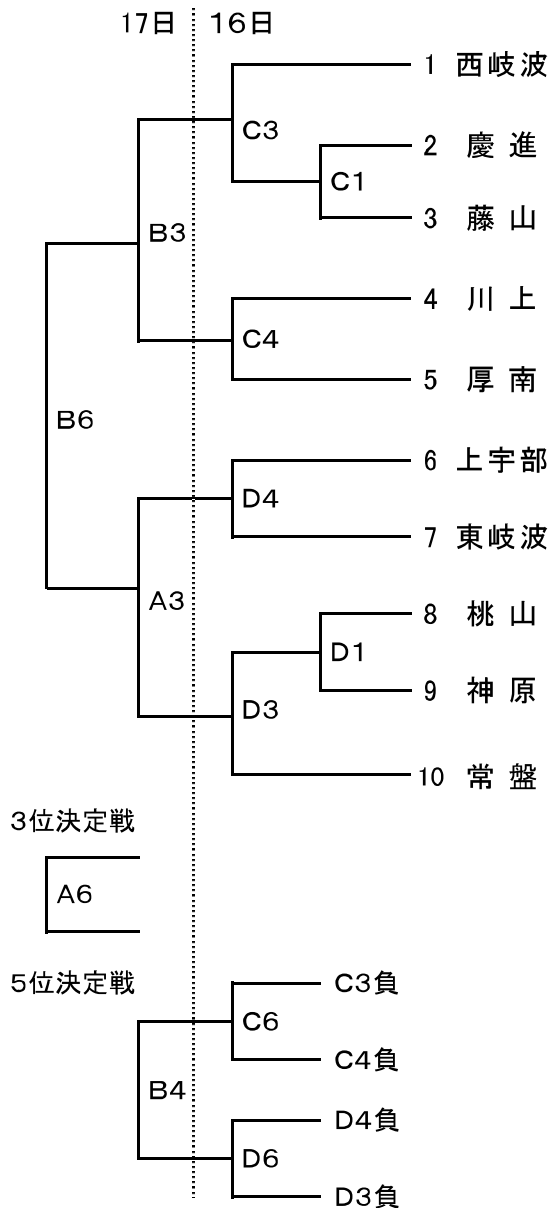 17日 16日
1 西岐波
C3
2 慶 進
C1
3 藤 山
B3
4 川 上
C4
5 厚 南
B6
6 上宇部
D4
7 東岐波
A3
8 桃 山
D1
9 神 原
D3
10 常 盤
3位決定戦
A6
5位決定戦
C3負
C6
C4負
B4
D4負
D6
D3負